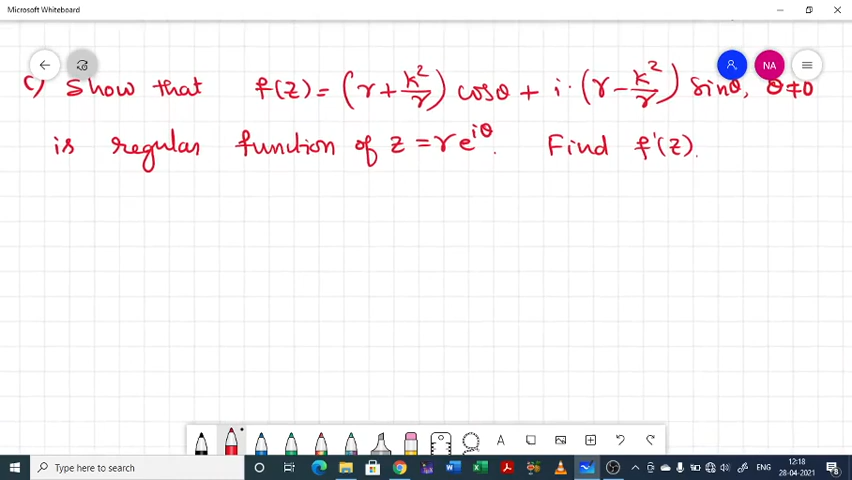 Microsoft Whiteboard
NA
c) Show that f(z) = (r + k²/r) cosθ + i · (r − k²/r) sinθ, θ ≠ 0
is regular function of z = re^{iθ}. Find f'(z).
A
Type here to search
ENG
12:18
28-04-2021
8